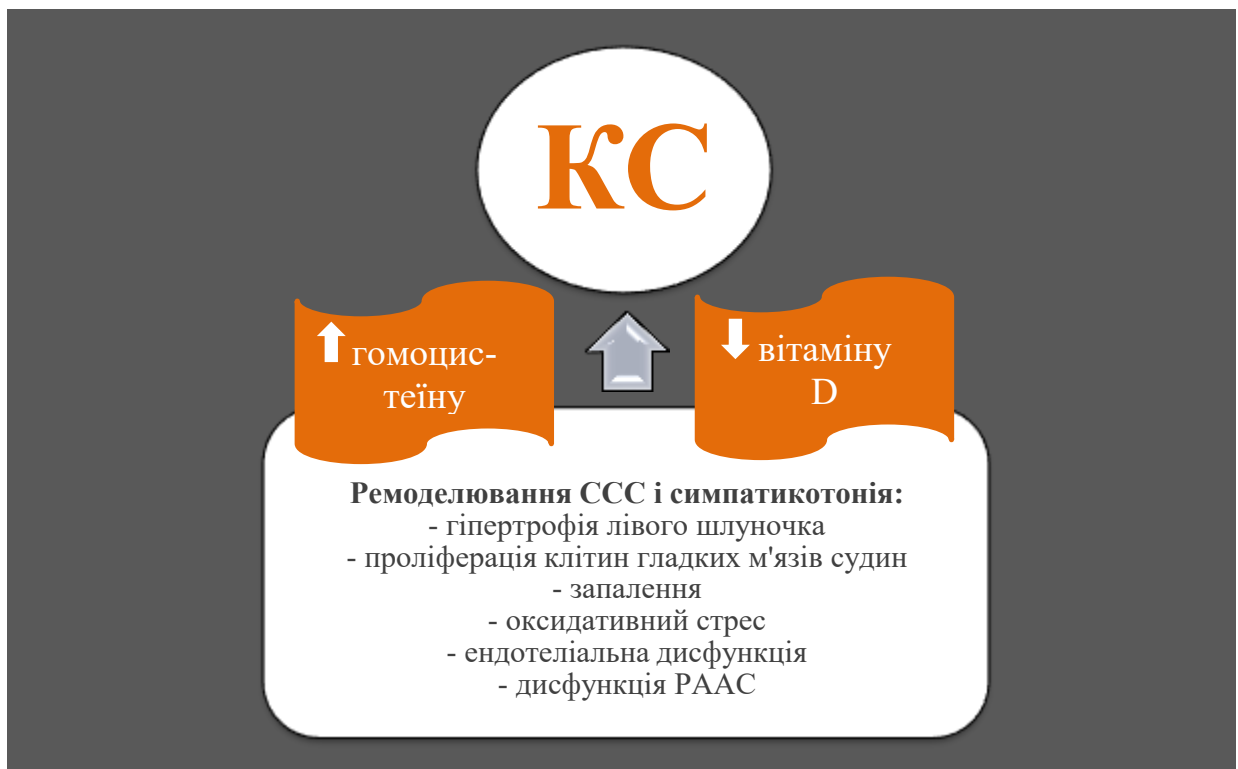 КС
гомоцис-
теїну
вітаміну
D
Ремоделювання ССС і симпатикотонія:
- гіпертрофія лівого шлуночка
- проліферація клітин гладких м'язів судин
- запалення
- оксидативний стрес
- ендотеліальна дисфункція
- дисфункція РААС